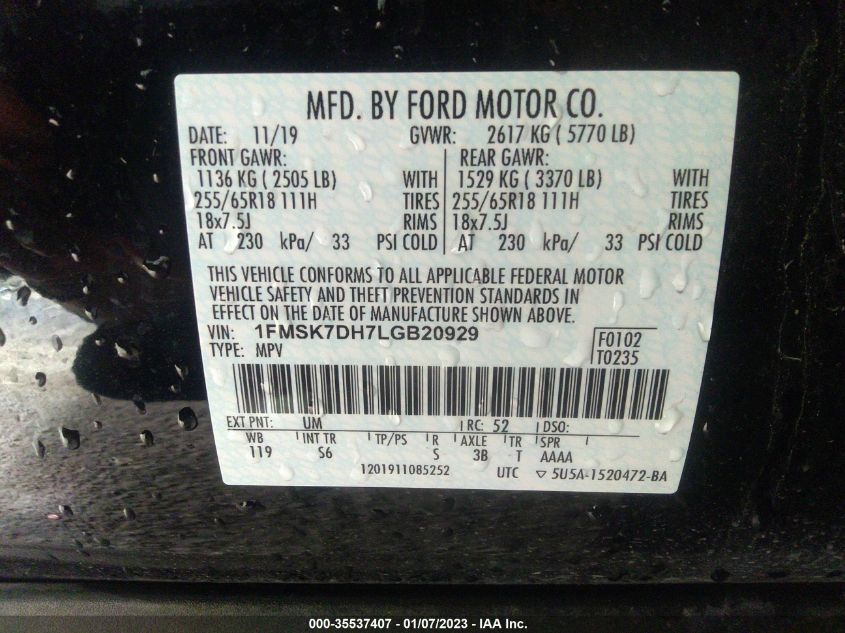 MFD. BY FORD MOTOR CO.
DATE: 11/19 GVWR: 2617 KG ( 5770 LB)
FRONT GAWR: REAR GAWR:
1136 KG ( 2505 LB) WITH 1529 KG ( 3370 LB) WITH
255/65R18 111H TIRES 255/65R18 111H TIRES
18x7.5J RIMS 18x7.5J RIMS
AT 230 kPa/ 33 PSI COLD AT 230 kPa/ 33 PSI COLD
THIS VEHICLE CONFORMS TO ALL APPLICABLE FEDERAL MOTOR
VEHICLE SAFETY AND THEFT PREVENTION STANDARDS IN
EFFECT ON THE DATE OF MANUFACTURE SHOWN ABOVE.
VIN: 1FMSK7DH7LGB20929 F0102
TYPE: MPV T0235
EXT PNT: UM RC: 52 DSO:
WB INT TR TP/PS R AXLE TR SPR
119 S6 S 3B T AAAA
1201911085252 UTC ▽ 5U5A-1520472-BA
000-35537407 - 01/07/2023 - IAA Inc.